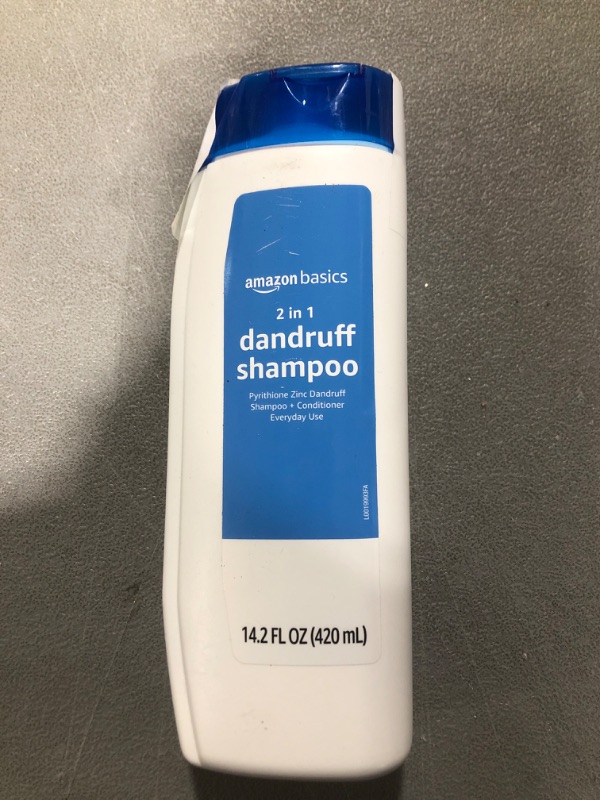 amazon basics
2 in 1
dandruff
shampoo
Pyrithione Zinc Dandruff
Shampoo + Conditioner
Everyday Use
14.2 FL OZ (420 mL)